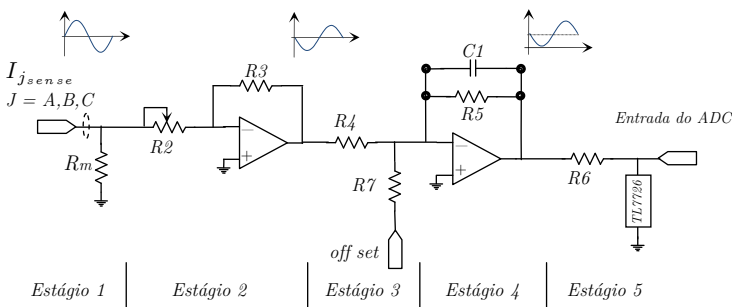 I_{j_{sense}}
J = A,B,C
Rm
R2
R3
R4
R7
off set
C1
R5
R6
Entrada do ADC
TL7726
Estágio 1
Estágio 2
Estágio 3
Estágio 4
Estágio 5